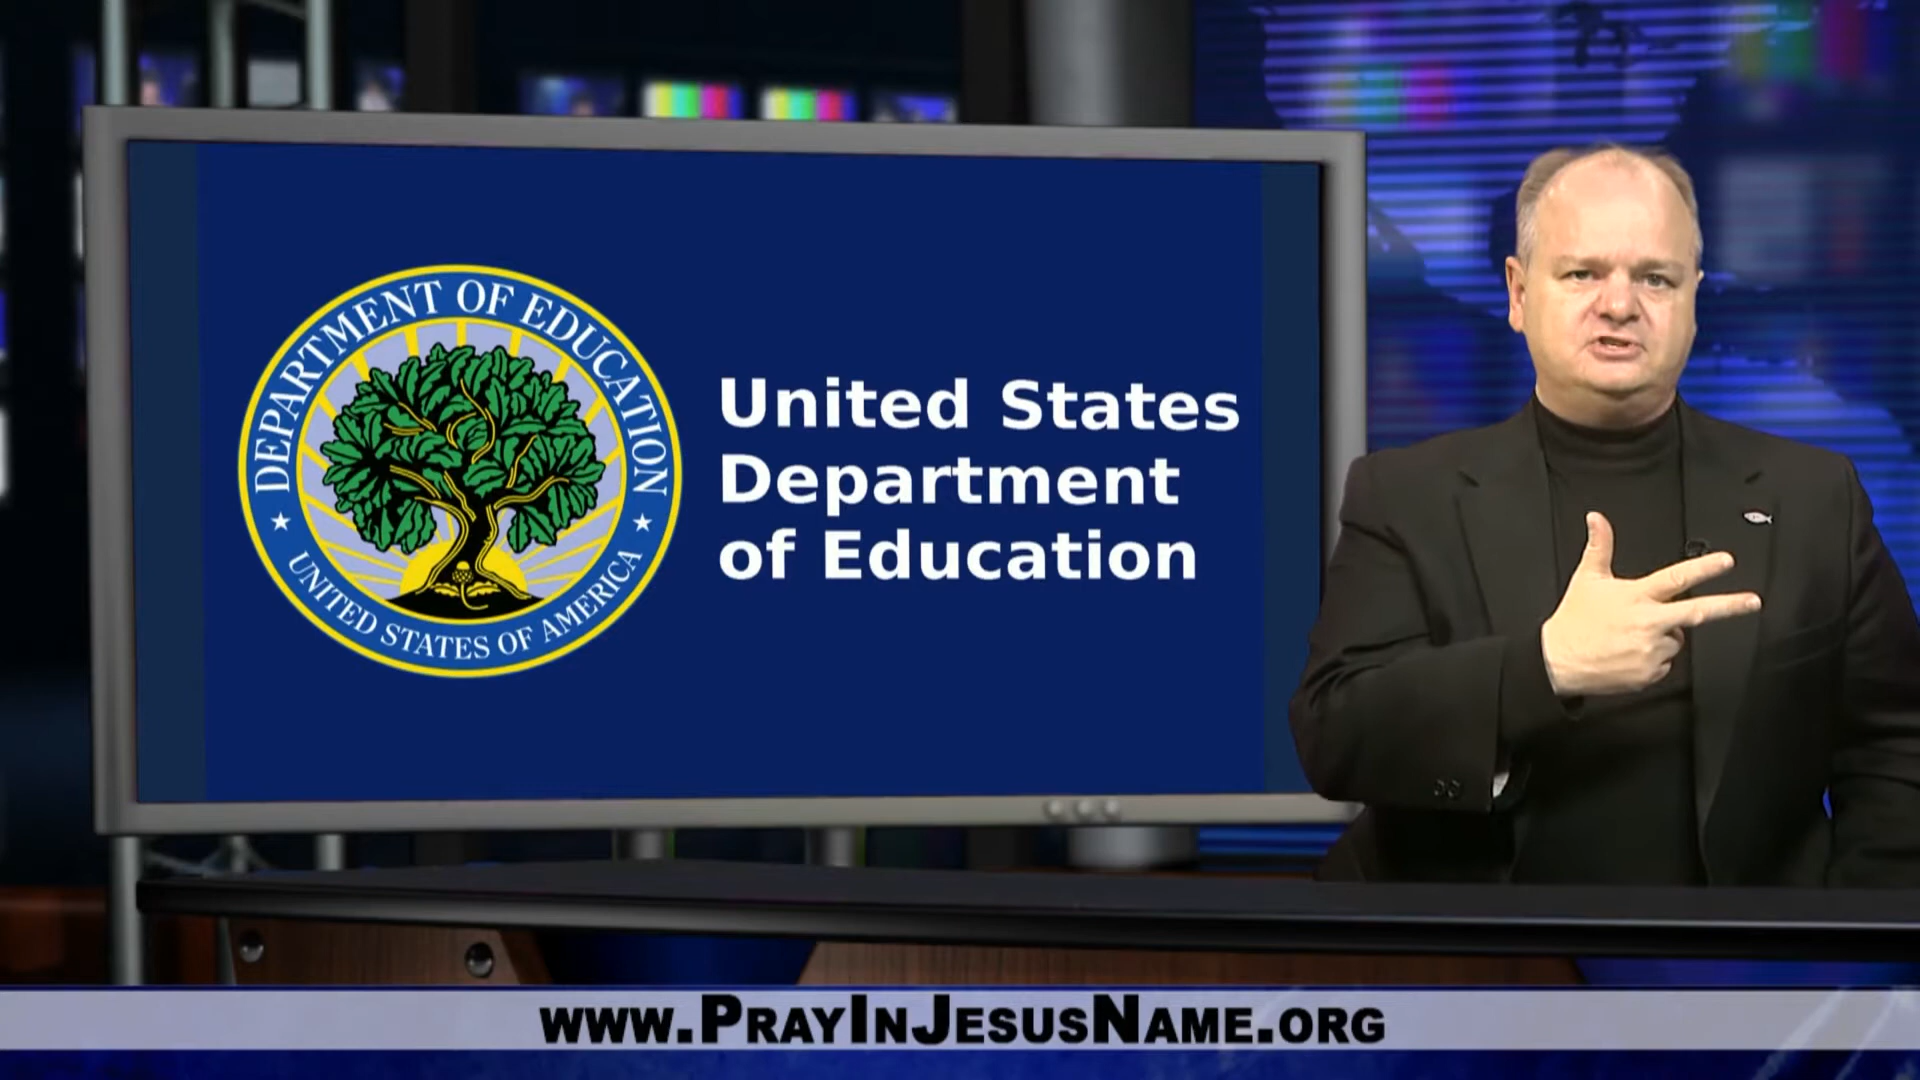 DEPARTMENT OF EDUCATION
UNITED STATES OF AMERICA
United States
Department
of Education
www.PrayInJesusName.org